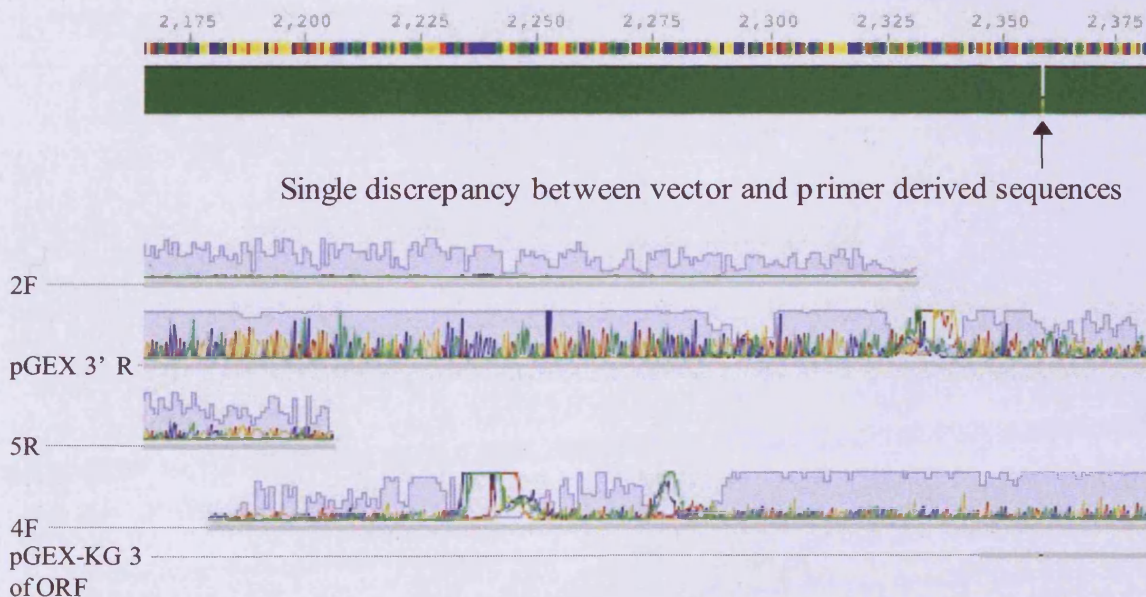 2,175 2,200 2,225 2,250 2,275 2,300 2,325 2,350 2,375
Single discrepancy between vector and primer derived sequences
2F
pGEX 3' R
5R
4F
pGEX-KG 3
of ORF